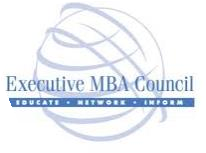 Executive MBA Council
EDUCATE • NETWORK • INFORM